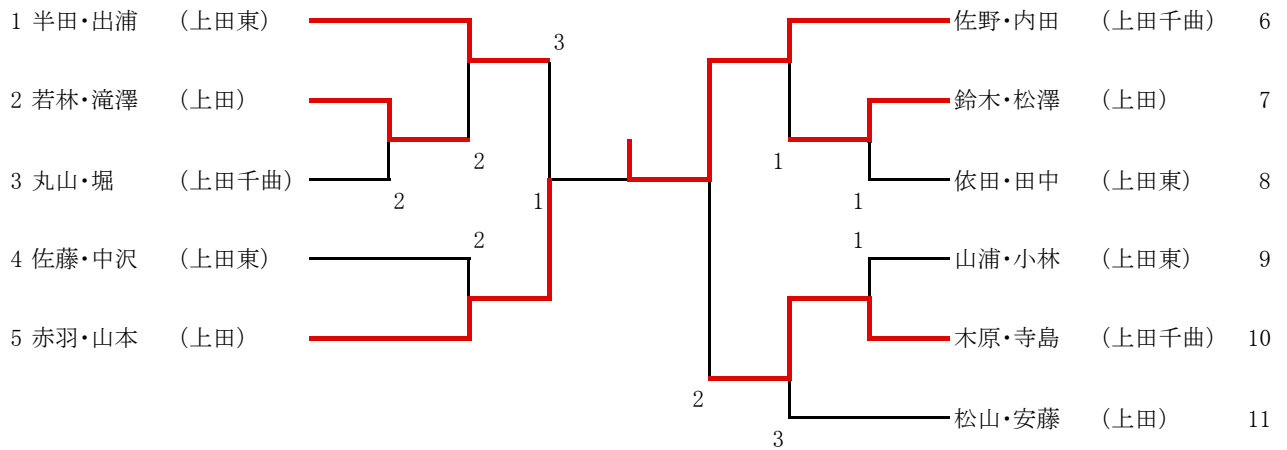 1 半田・出浦 （上田東）
3
佐野・内田 （上田千曲） 6
2 若林・滝澤 （上田）
鈴木・松澤 （上田） 7
2
1
3 丸山・堀 （上田千曲）
依田・田中 （上田東） 8
2
1
1
2
1
4 佐藤・中沢 （上田東）
山浦・小林 （上田東） 9
5 赤羽・山本 （上田）
木原・寺島 （上田千曲） 10
2
松山・安藤 （上田） 11
3